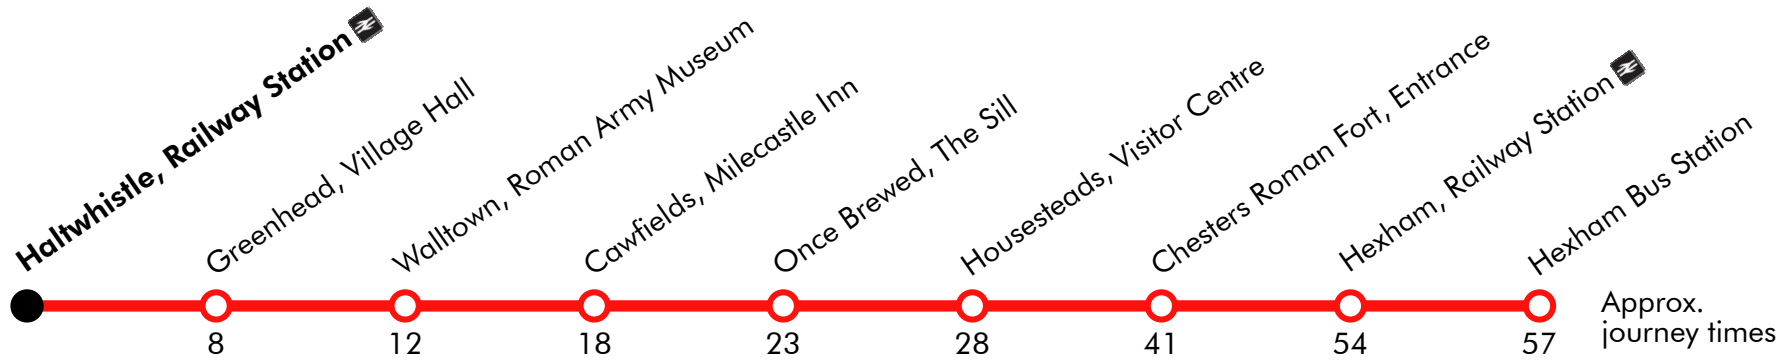 Haltwhistle, Railway Station
Greenhead, Village Hall
Walltown, Roman Army Museum
Cawfields, Milecastle Inn
Once Brewed, The Sill
Housesteads, Visitor Centre
Chesters Roman Fort, Entrance
Hexham, Railway Station
Hexham Bus Station
8 12 18 23 28 41 54 57
Approx.
journey times